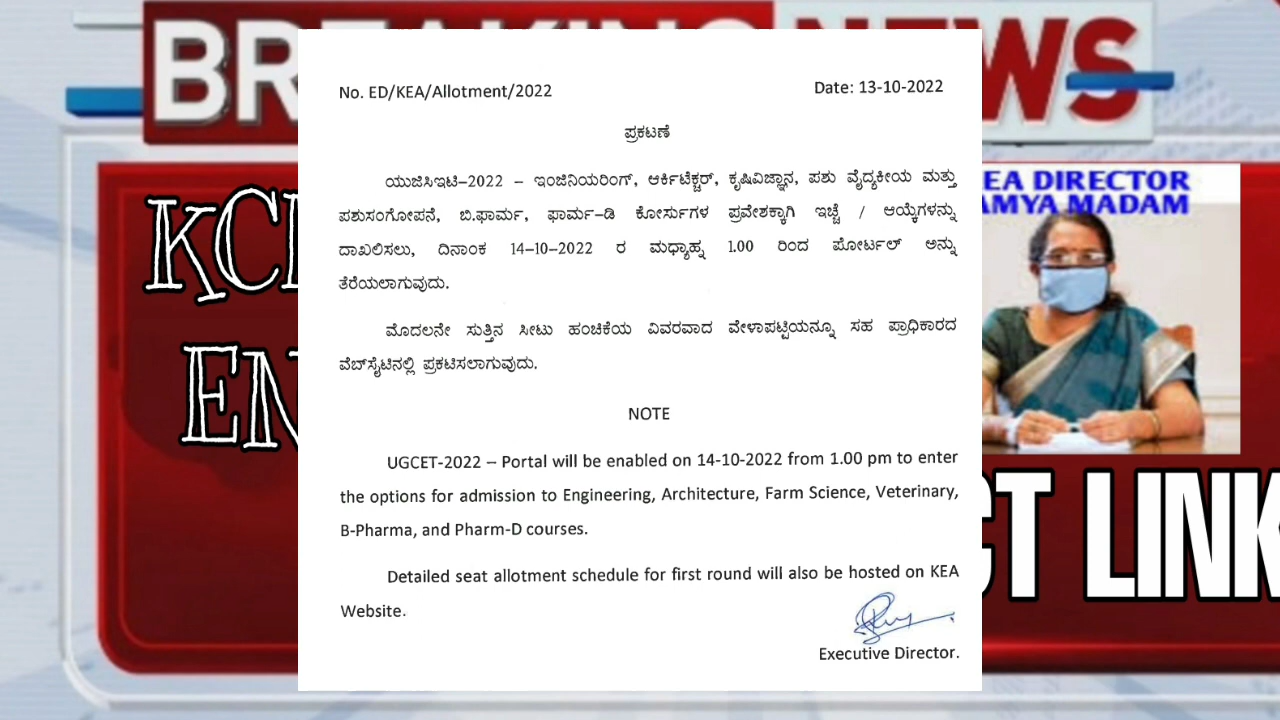 No. ED/KEA/Allotment/2022
Date: 13-10-2022
ಪ್ರಕಟಣೆ
ಯುಜಿಸಿಇಟಿ–2022 – ಇಂಜಿನಿಯರಿಂಗ್, ಆರ್ಕಿಟೆಕ್ಚರ್, ಕೃಷಿವಿಜ್ಞಾನ, ಪಶು ವೈದ್ಯಕೀಯ ಮತ್ತು
ಪಶುಸಂಗೋಪನೆ, ಬಿ.ಫಾರ್ಮ, ಫಾರ್ಮ–ಡಿ ಕೋರ್ಸುಗಳ ಪ್ರವೇಶಕ್ಕಾಗಿ ಇಚ್ಛೆ / ಆಯ್ಕೆಗಳನ್ನು
ದಾಖಲಿಸಲು, ದಿನಾಂಕ 14–10–2022 ರ ಮಧ್ಯಾಹ್ನ 1.00 ರಿಂದ ಪೋರ್ಟಲ್ ಅನ್ನು
ತೆರೆಯಲಾಗುವುದು.
ಮೊದಲನೇ ಸುತ್ತಿನ ಸೀಟು ಹಂಚಿಕೆಯ ವಿವರವಾದ ವೇಳಾಪಟ್ಟಿಯನ್ನೂ ಸಹ ಪ್ರಾಧಿಕಾರದ
ವೆಬ್‌ಸೈಟಿನಲ್ಲಿ ಪ್ರಕಟಿಸಲಾಗುವುದು.
NOTE
UGCET-2022 – Portal will be enabled on 14-10-2022 from 1.00 pm to enter
the options for admission to Engineering, Architecture, Farm Science, Veterinary,
B-Pharma, and Pharm-D courses.
Detailed seat allotment schedule for first round will also be hosted on KEA
Website.
Executive Director.
NEWS
EA DIRECTOR
AMYA MADAM
LINK